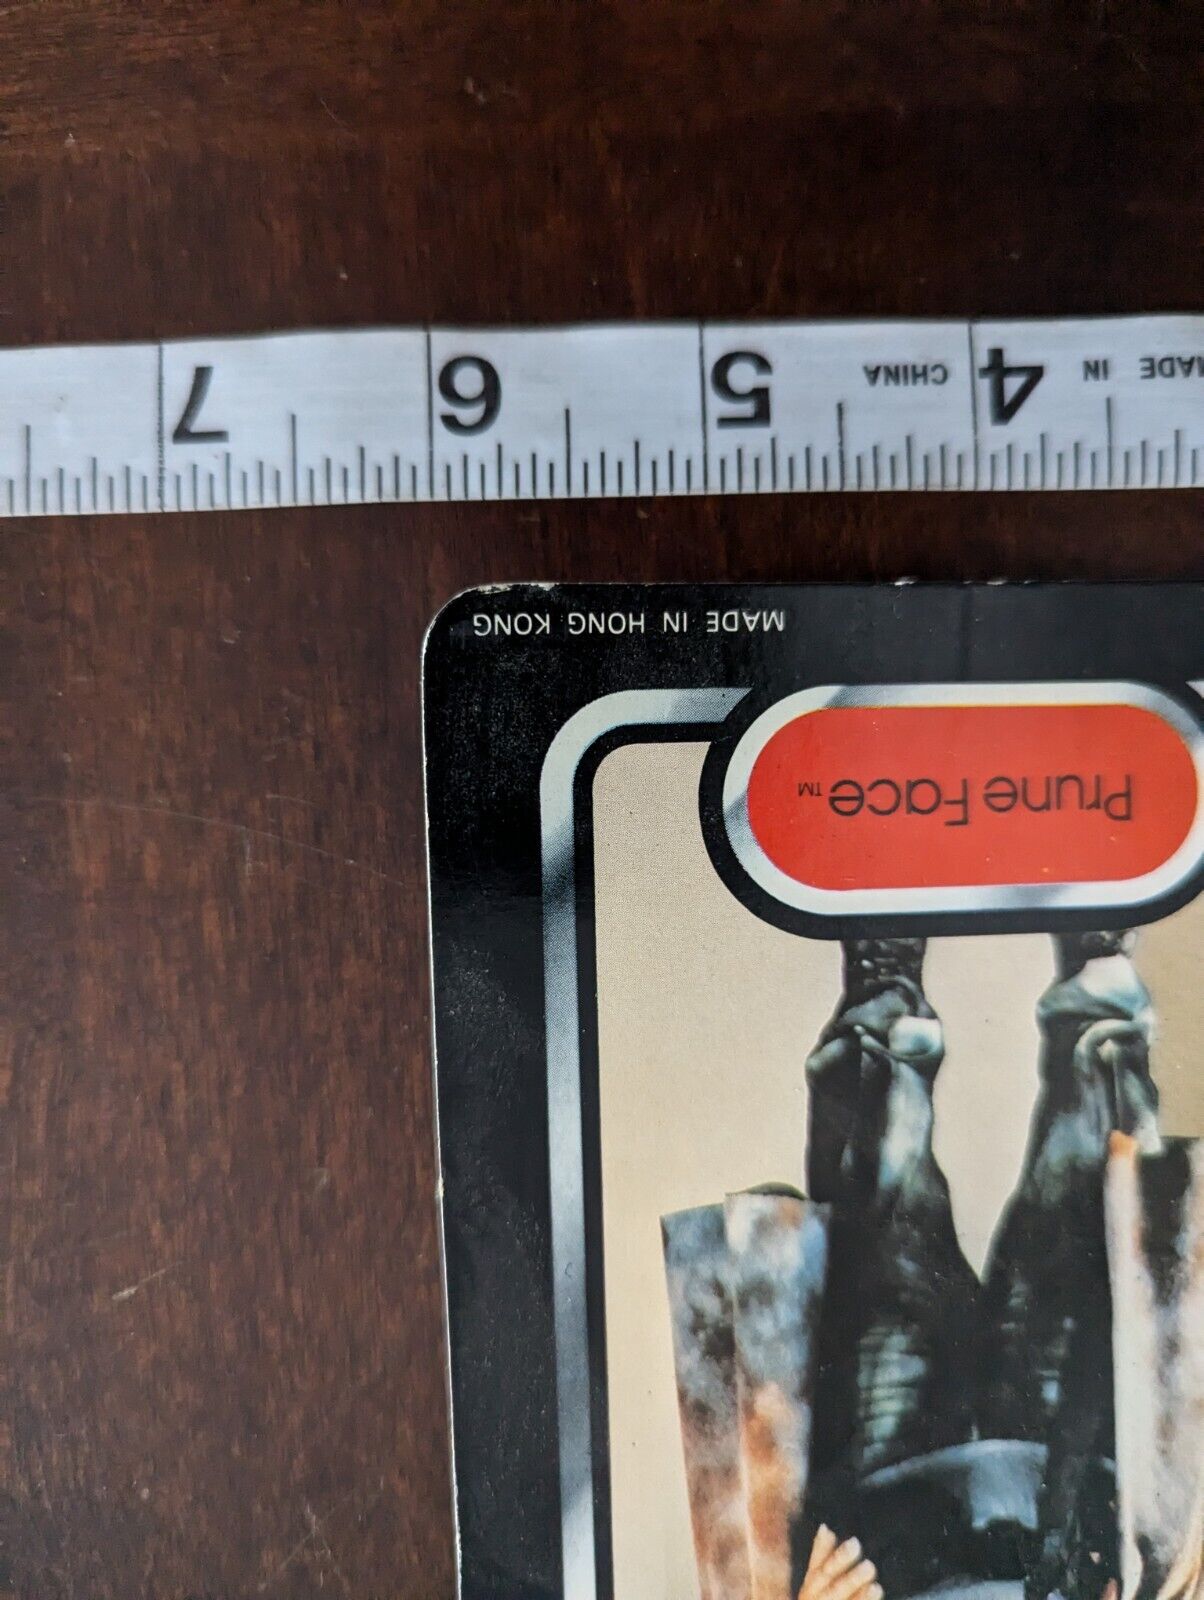 MADE IN CHINA
4 5 6 7
MADE IN HONG KONG
Prune Face™